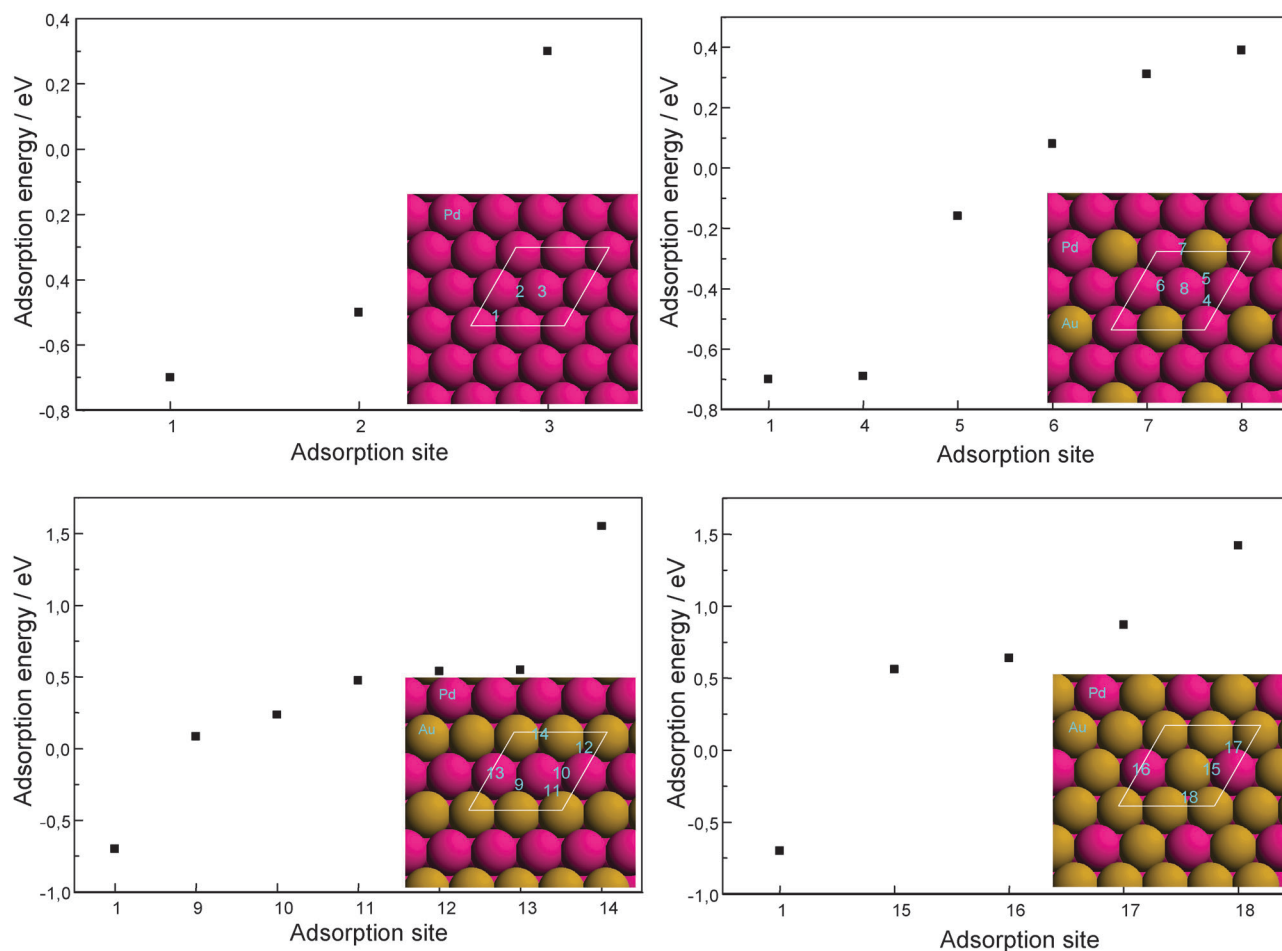 0,4
0,2
0,0
0,2
0,4
-0,6
-0,8
Adsorption energy / eV
Pd
2 3
1
1 2 3
Adsorption site
0,4
0,2
0,0
-0,2
-0,4
-0,6
-0,8
Adsorption energy / eV
Pd
7
6 8 5
4
Au
1 4 5 6 7 8
Adsorption site
1,5
1,0
0,5
0,0
-0,5
-1,0
Adsorption energy / eV
Pd
Au
14
12
13 10
9 11
1 9 10 11 12 13 14
Adsorption site
1,5
1,0
0,5
0,0
-0,5
-1,0
Adsorption energy / eV
Pd
Au
17
16 15
18
1 15 16 17 18
Adsorption site